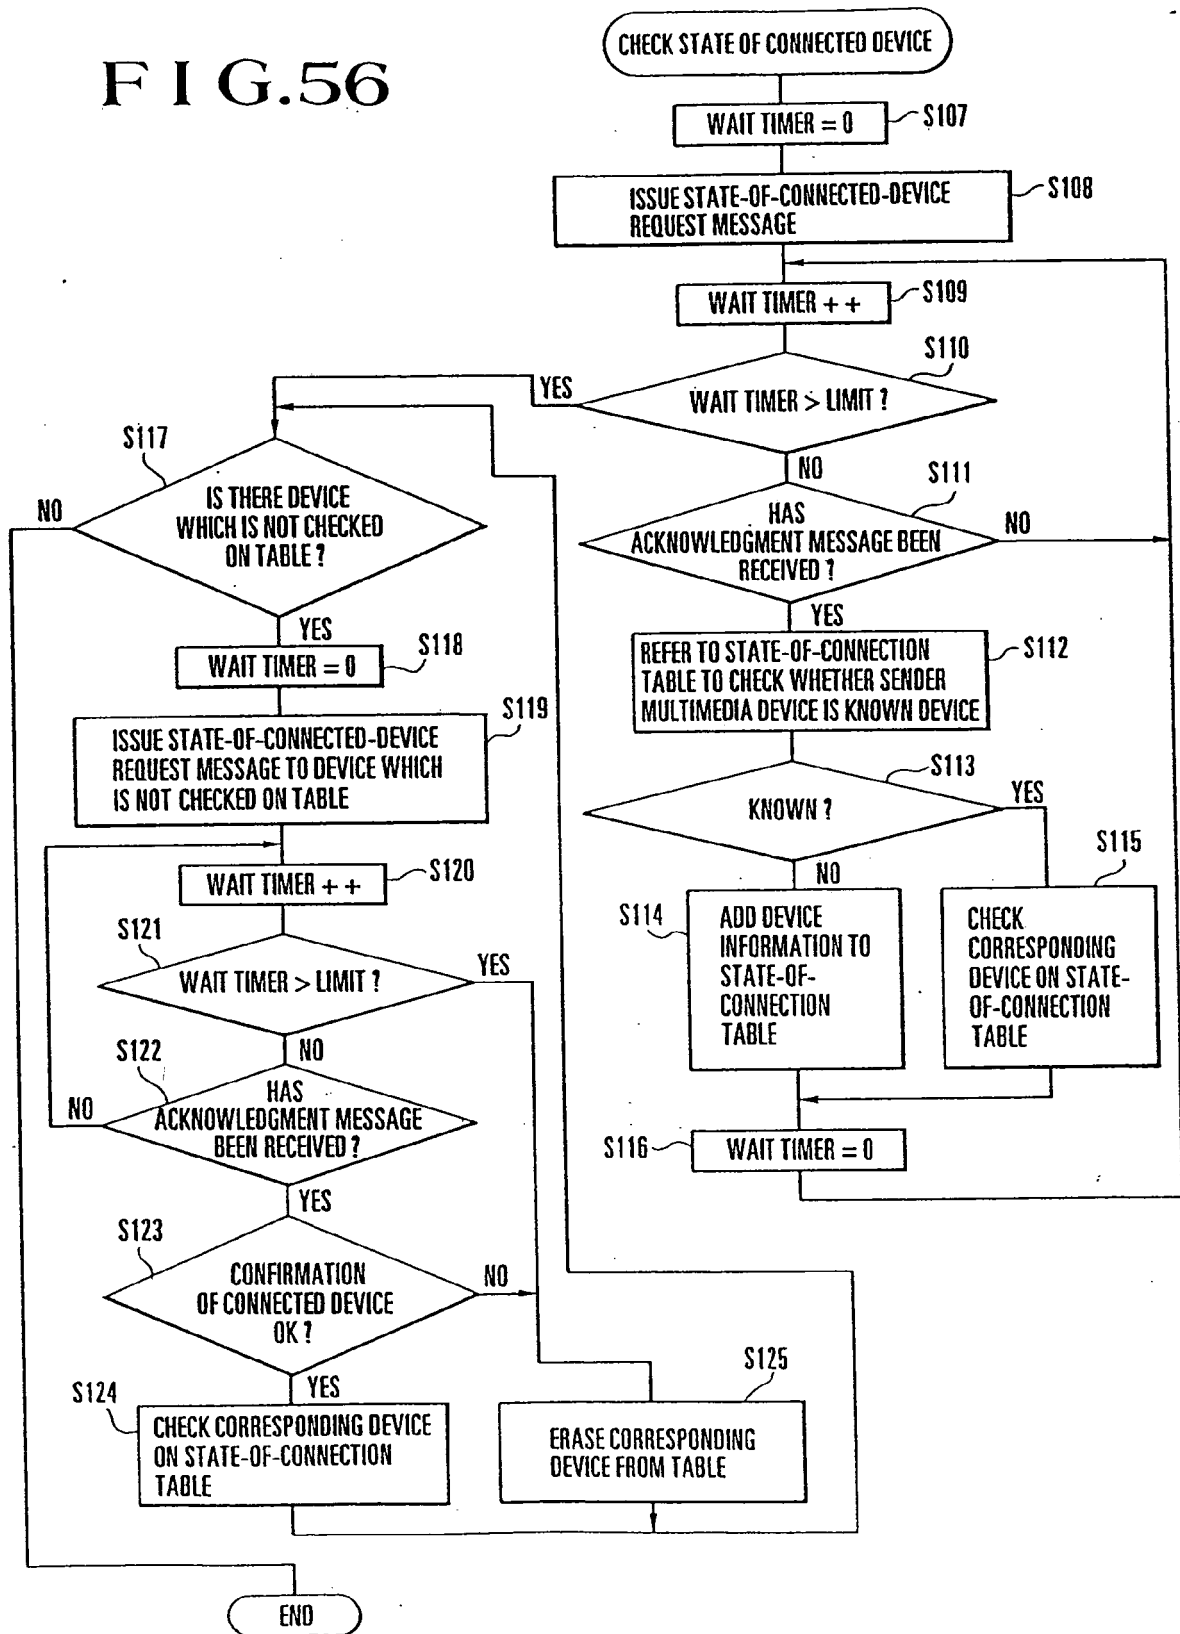 FIG.56
CHECK STATE OF CONNECTED DEVICE
WAIT TIMER = 0
S107
ISSUE STATE-OF-CONNECTED-DEVICE
REQUEST MESSAGE
S108
WAIT TIMER + +
S109
WAIT TIMER > LIMIT ?
S110
YES
NO
HAS
ACKNOWLEDGMENT MESSAGE BEEN
RECEIVED ?
S111
NO
YES
REFER TO STATE-OF-CONNECTION
TABLE TO CHECK WHETHER SENDER
MULTIMEDIA DEVICE IS KNOWN DEVICE
S112
KNOWN ?
S113
YES
NO
S114
ADD DEVICE
INFORMATION TO
STATE-OF-
CONNECTION
TABLE
S115
CHECK
CORRESPONDING
DEVICE ON STATE-
OF-CONNECTION
TABLE
S116
WAIT TIMER = 0
S117
NO
IS THERE DEVICE
WHICH IS NOT CHECKED
ON TABLE ?
YES
S118
WAIT TIMER = 0
S119
ISSUE STATE-OF-CONNECTED-DEVICE
REQUEST MESSAGE TO DEVICE WHICH
IS NOT CHECKED ON TABLE
WAIT TIMER + +
S120
S121
WAIT TIMER > LIMIT ?
YES
NO
S122
NO
HAS
ACKNOWLEDGMENT MESSAGE
BEEN RECEIVED ?
YES
S123
CONFIRMATION
OF CONNECTED DEVICE
OK ?
NO
YES
S124
CHECK CORRESPONDING DEVICE
ON STATE-OF-CONNECTION
TABLE
S125
ERASE CORRESPONDING
DEVICE FROM TABLE
END